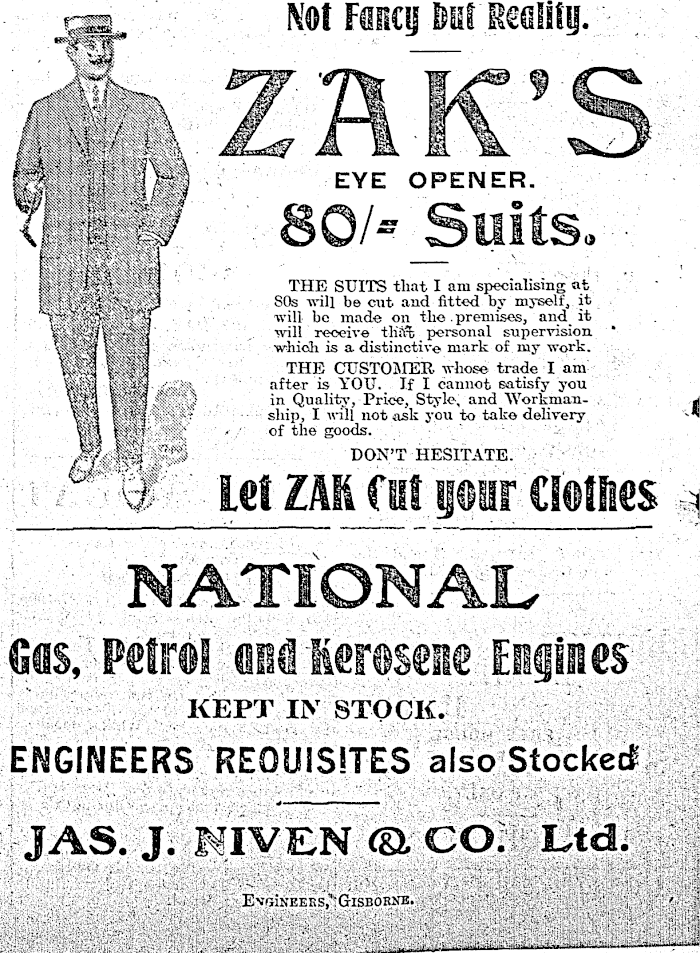 Not Fancy but Reality.
ZAK'S
EYE OPENER.
80/= Suits.
THE SUITS that I am specialising at
80s will be cut and fitted by myself, it
will be made on the premises, and it
will receive that personal supervision
which is a distinctive mark of my work.
THE CUSTOMER whose trade I am
after is YOU. If I cannot satisfy you
in Quality, Price, Style, and Workman-
ship, I will not ask you to take delivery
of the goods.
DON'T HESITATE.
Let ZAK Cut your Clothes
NATIONAL
Gas, Petrol and Kerosene Engines
KEPT IN STOCK.
ENGINEERS REQUISITES also Stocked
JAS. J. NIVEN & CO. Ltd.
ENGINEERS, GISBORNE.